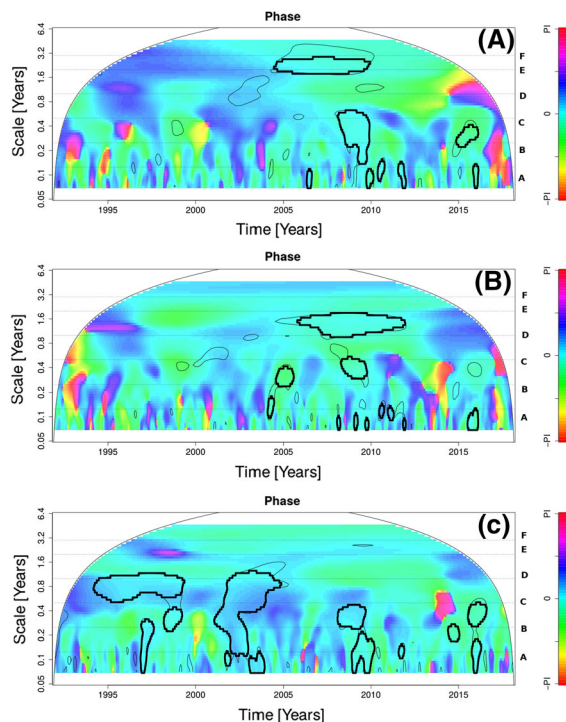 Phase
(A)
Scale [Years]
6.4
3.2
1.6
0.8
0.4
0.2
0.1
0.05
F
E
D
C
B
A
PI
0
−PI
1995 2000 2005 2010 2015
Time [Years]
Phase
(B)
Scale [Years]
6.4
3.2
1.6
0.8
0.4
0.2
0.1
0.05
F
E
D
C
B
A
PI
0
−PI
1995 2000 2005 2010 2015
Time [Years]
Phase
(c)
Scale [Years]
6.4
3.2
1.6
0.8
0.4
0.2
0.1
0.05
F
E
D
C
B
A
PI
0
−PI
1995 2000 2005 2010 2015
Time [Years]